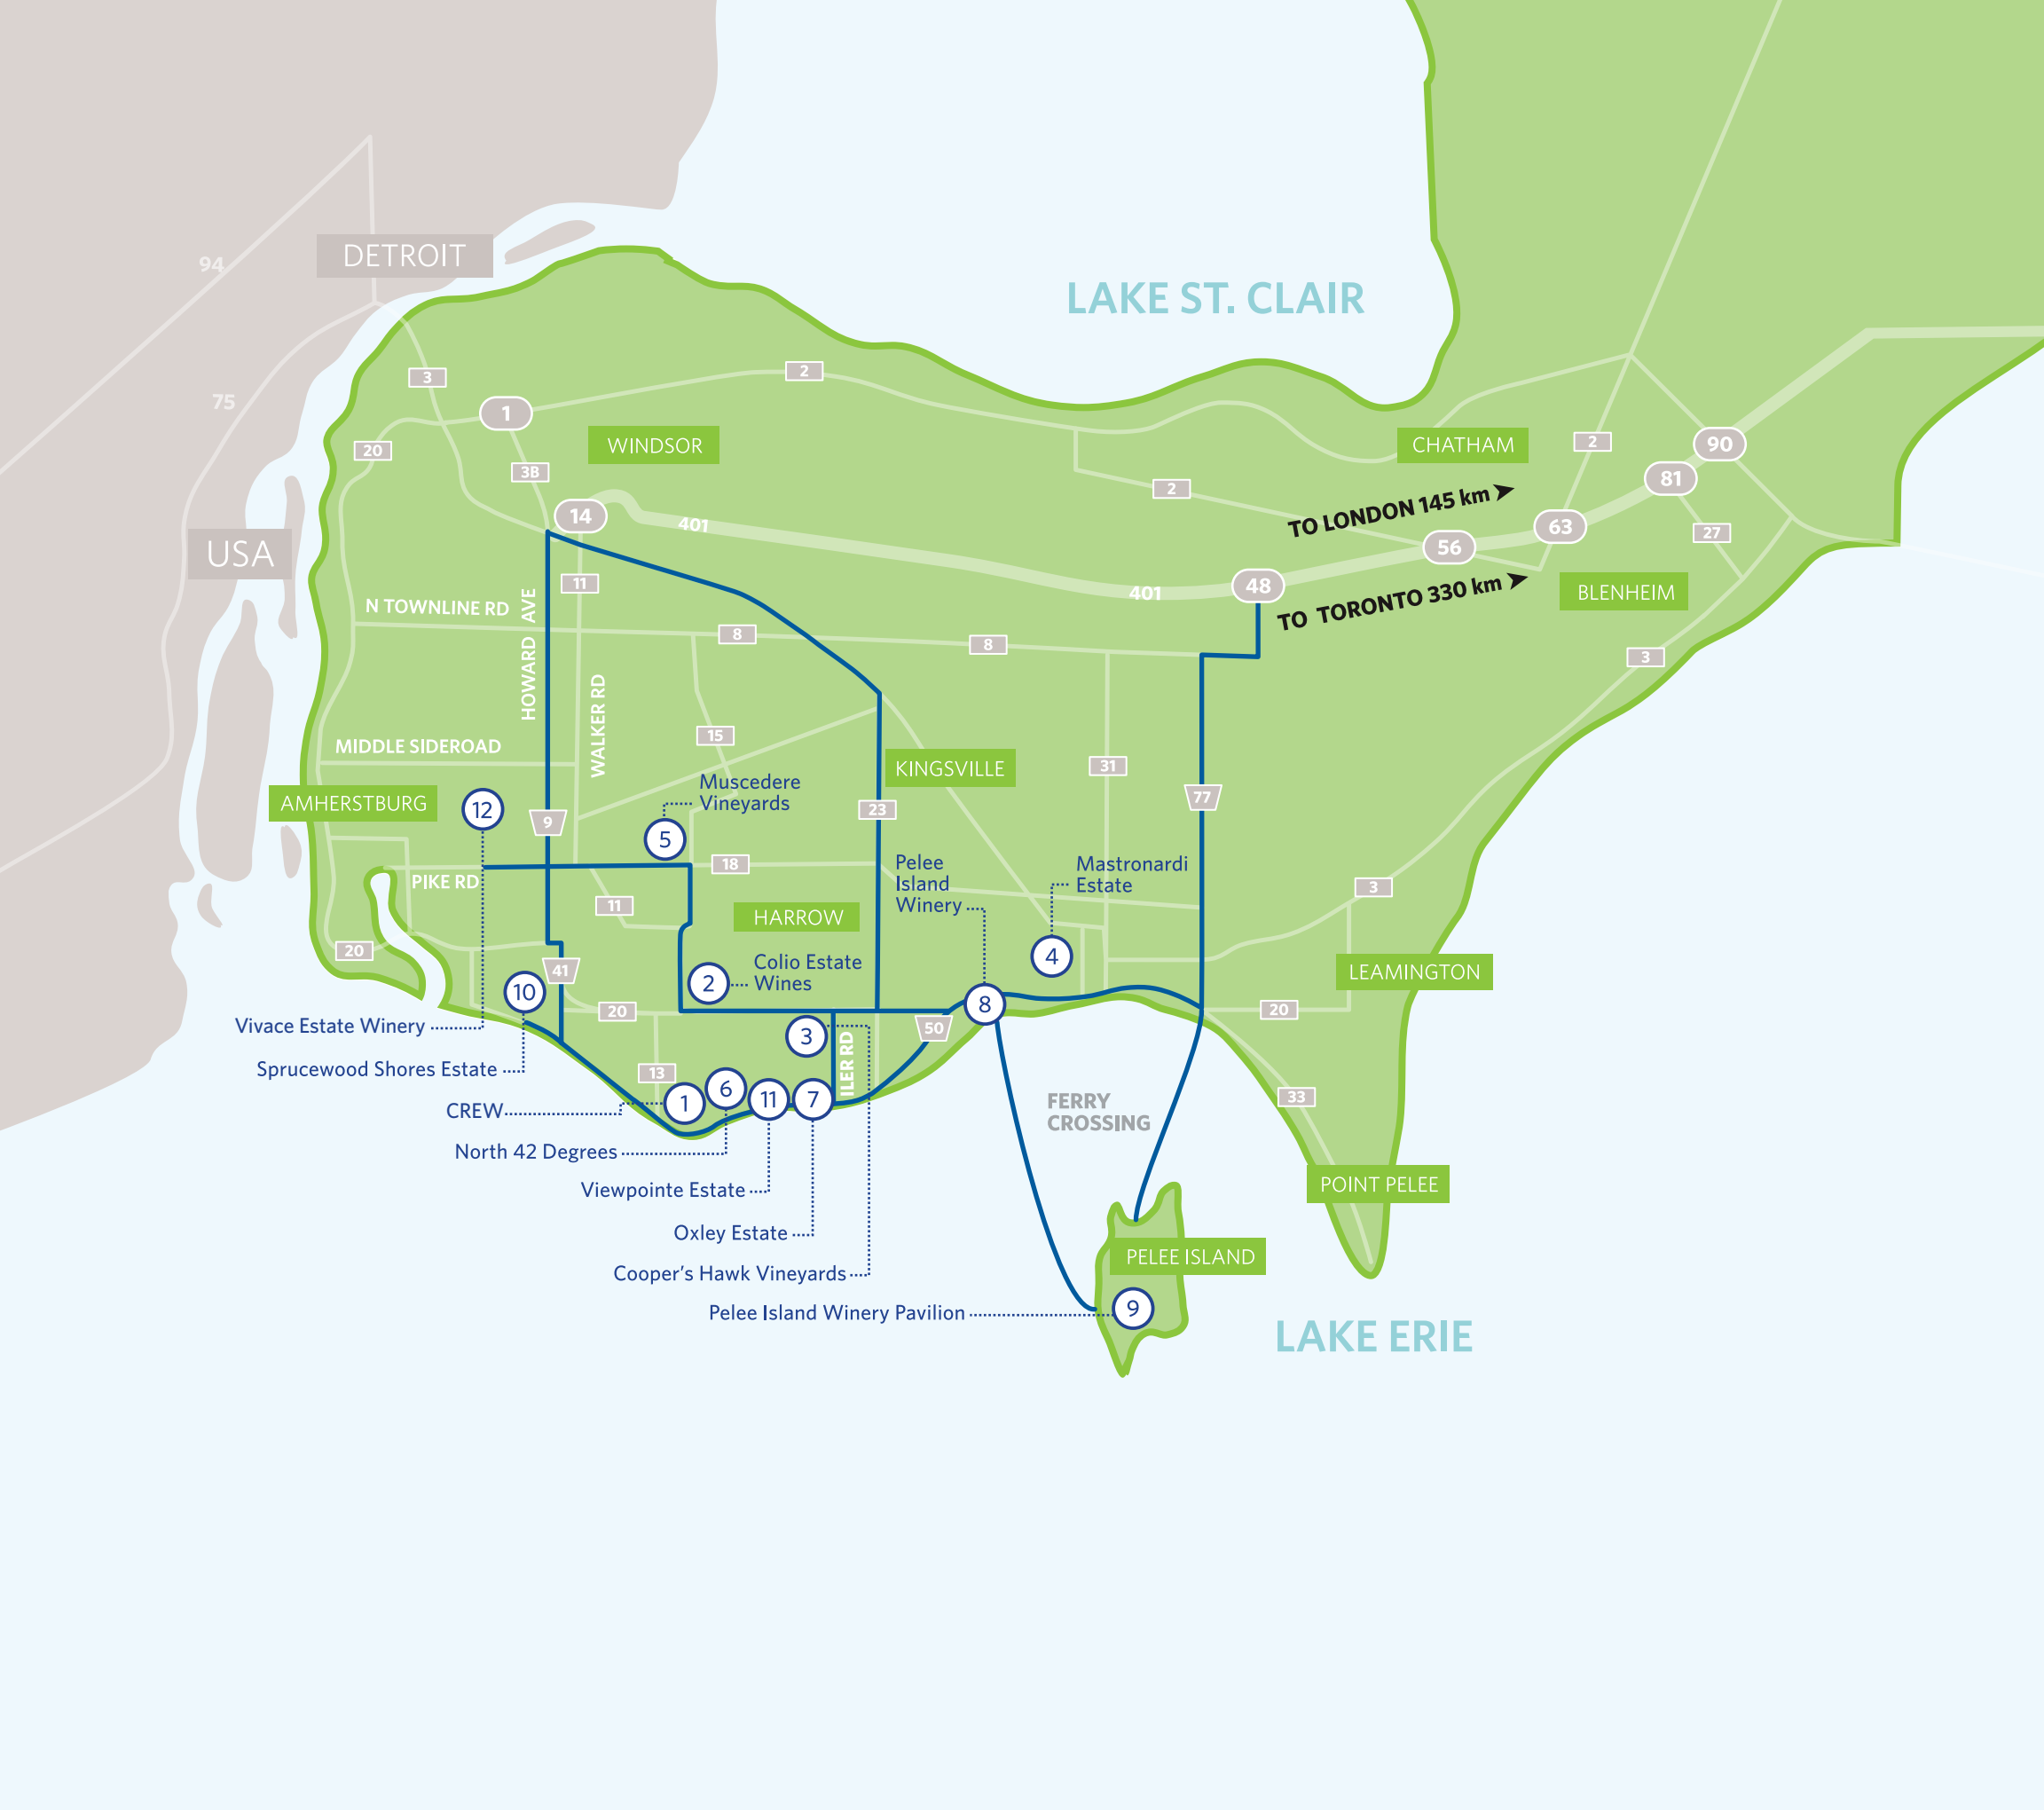 94
DETROIT
LAKE ST. CLAIR
3
2
75
1
20
WINDSOR
CHATHAM
2
90
3B
81
2
TO LONDON 145 km
14
401
63
27
USA
56
11
401
48
TO TORONTO 330 km
BLENHEIM
N TOWNLINE RD
HOWARD AVE
8
8
3
WALKER RD
15
MIDDLE SIDEROAD
KINGSVILLE
31
Muscedere
Vineyards
77
AMHERSTBURG
12
9
23
5
18
Pelee
Island
Winery
Mastronardi
Estate
PIKE RD
3
11
HARROW
20
4
Colio Estate
Wines
41
LEAMINGTON
2
10
8
20
20
Vivace Estate Winery
3
50
ILER RD
Sprucewood Shores Estate
13
6
11
7
1
33
CREW
FERRY
CROSSING
North 42 Degrees
POINT PELEE
Viewpointe Estate
Oxley Estate
PELEE ISLAND
Cooper's Hawk Vineyards
Pelee Island Winery Pavilion
9
LAKE ERIE